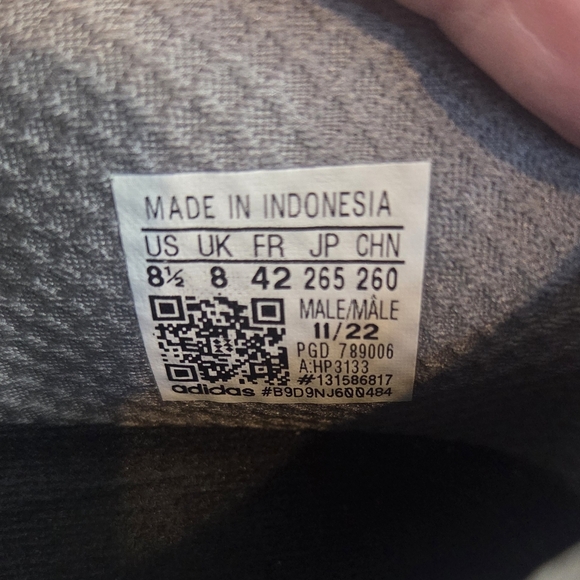 MADE IN INDONESIA
US UK FR JP CHN
8½ 8 42 265 260
MALE/MÂLE
11/22
PGD 789006
A:HP3133
#131586817
adidas #B9D9NJ600484